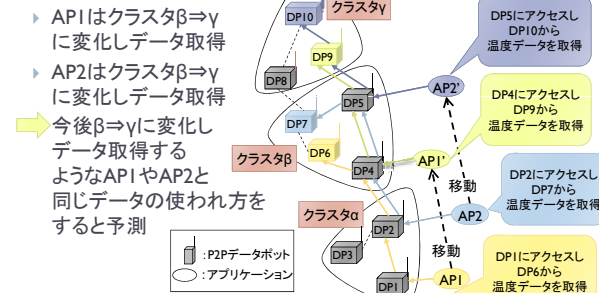 API1はクラスタβ⇒γ
に変化しデータ取得
AP2はクラスタβ⇒γ
に変化しデータ取得
今後β⇒γに変化し
データ取得する
ようなAP1やAP2と
同じデータの使われ方を
すると予測
:P2Pデータポット
:アプリケーション
クラスタγ
DP10
DP9
DP8
DP5
DP7
DP6
クラスタβ
DP4
クラスタα
DP2
DP3
DP1
AP2’
AP1’
移動
AP2
移動
AP1
DP5にアクセスし
DP10から
温度データを取得
DP4にアクセスし
DP9から
温度データを取得
DP2にアクセスし
DP7から
温度データを取得
DP1にアクセスし
DP6から
温度データを取得